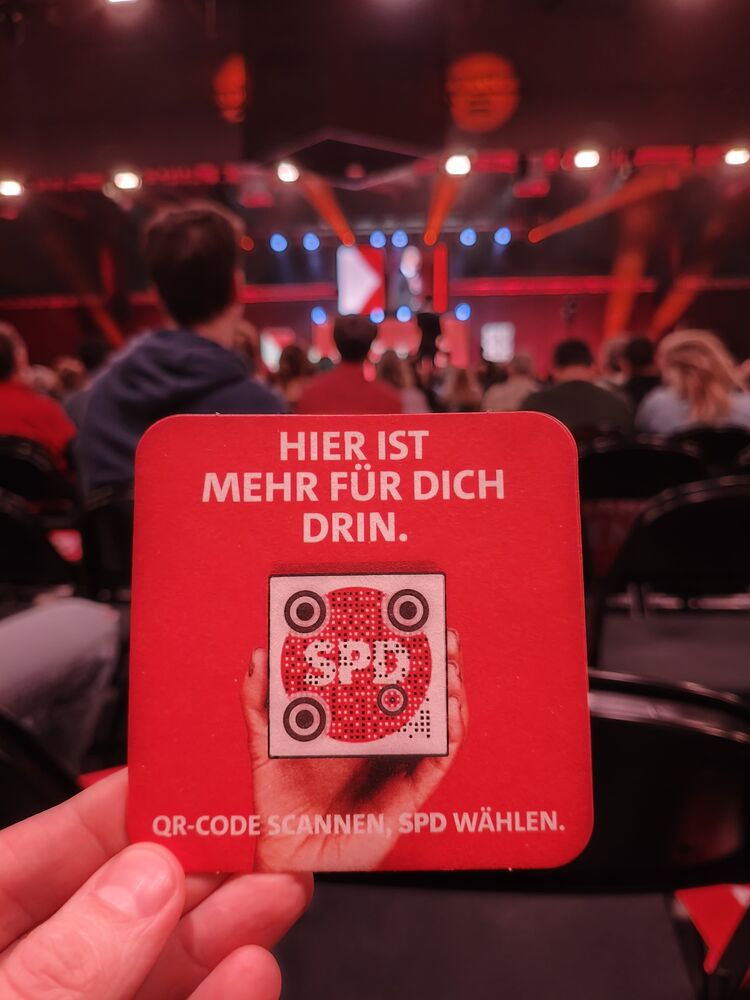 HIER IST
MEHR FÜR DICH
DRIN.
SPD
QR-CODE SCANNEN, SPD WÄHLEN.